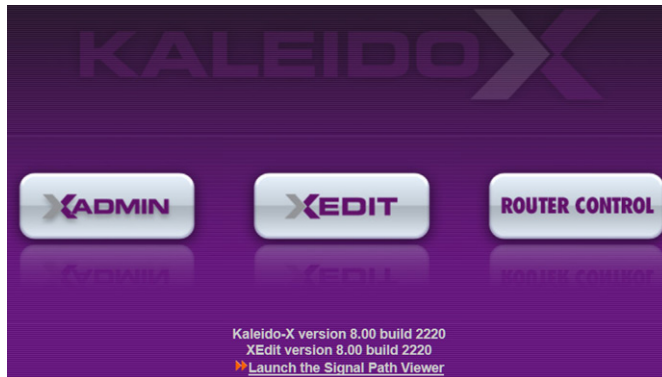 KALEIDO X
XADMIN
XEDIT
ROUTER CONTROL
Kaleido-X version 8.00 build 2220
XEdit version 8.00 build 2220
Launch the Signal Path Viewer